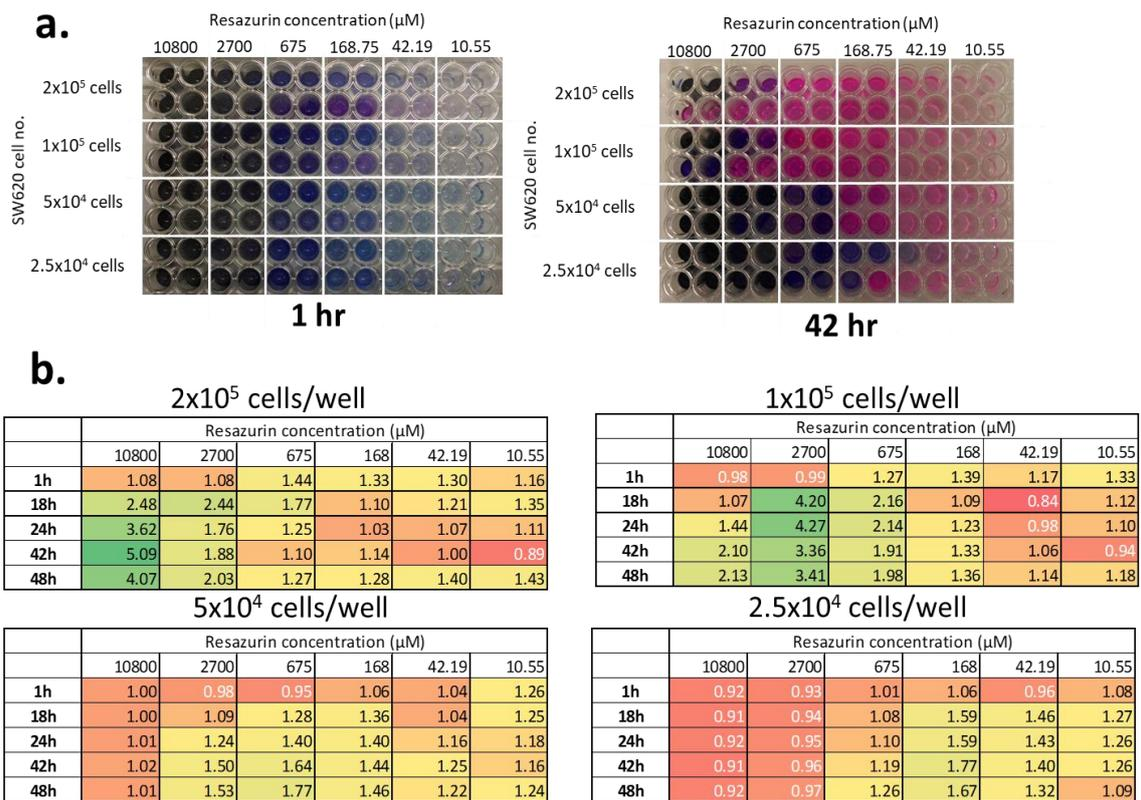 a.
Resazurin concentration (µM)
10800 2700 675 168.75 42.19 10.55
SW620 cell no.
2x10⁵ cells
1x10⁵ cells
5x10⁴ cells
2.5x10⁴ cells
1 hr
Resazurin concentration (µM)
10800 2700 675 168.75 42.19 10.55
SW620 cell no.
2x10⁵ cells
1x10⁵ cells
5x10⁴ cells
2.5x10⁴ cells
42 hr
b.
2x10⁵ cells/well
Resazurin concentration (µM)
10800 2700 675 168 42.19 10.55
1h 1.08 1.08 1.44 1.33 1.30 1.16
18h 2.48 2.44 1.77 1.10 1.21 1.35
24h 3.62 1.76 1.25 1.03 1.07 1.11
42h 5.09 1.88 1.10 1.14 1.00 0.89
48h 4.07 2.03 1.27 1.28 1.40 1.43
1x10⁵ cells/well
Resazurin concentration (µM)
10800 2700 675 168 42.19 10.55
1h 0.98 0.99 1.27 1.39 1.17 1.33
18h 1.07 4.20 2.16 1.09 0.84 1.12
24h 1.44 4.27 2.14 1.23 0.98 1.10
42h 2.10 3.36 1.91 1.33 1.06 0.94
48h 2.13 3.41 1.98 1.36 1.14 1.18
5x10⁴ cells/well
Resazurin concentration (µM)
10800 2700 675 168 42.19 10.55
1h 1.00 0.98 0.95 1.06 1.04 1.26
18h 1.00 1.09 1.28 1.36 1.04 1.25
24h 1.01 1.24 1.40 1.40 1.16 1.18
42h 1.02 1.50 1.64 1.44 1.25 1.16
48h 1.01 1.53 1.77 1.46 1.22 1.24
2.5x10⁴ cells/well
Resazurin concentration (µM)
10800 2700 675 168 42.19 10.55
1h 0.92 0.93 1.01 1.06 0.96 1.08
18h 0.91 0.94 1.08 1.59 1.46 1.27
24h 0.92 0.95 1.10 1.59 1.43 1.26
42h 0.91 0.96 1.19 1.77 1.40 1.26
48h 0.92 0.97 1.26 1.67 1.32 1.09